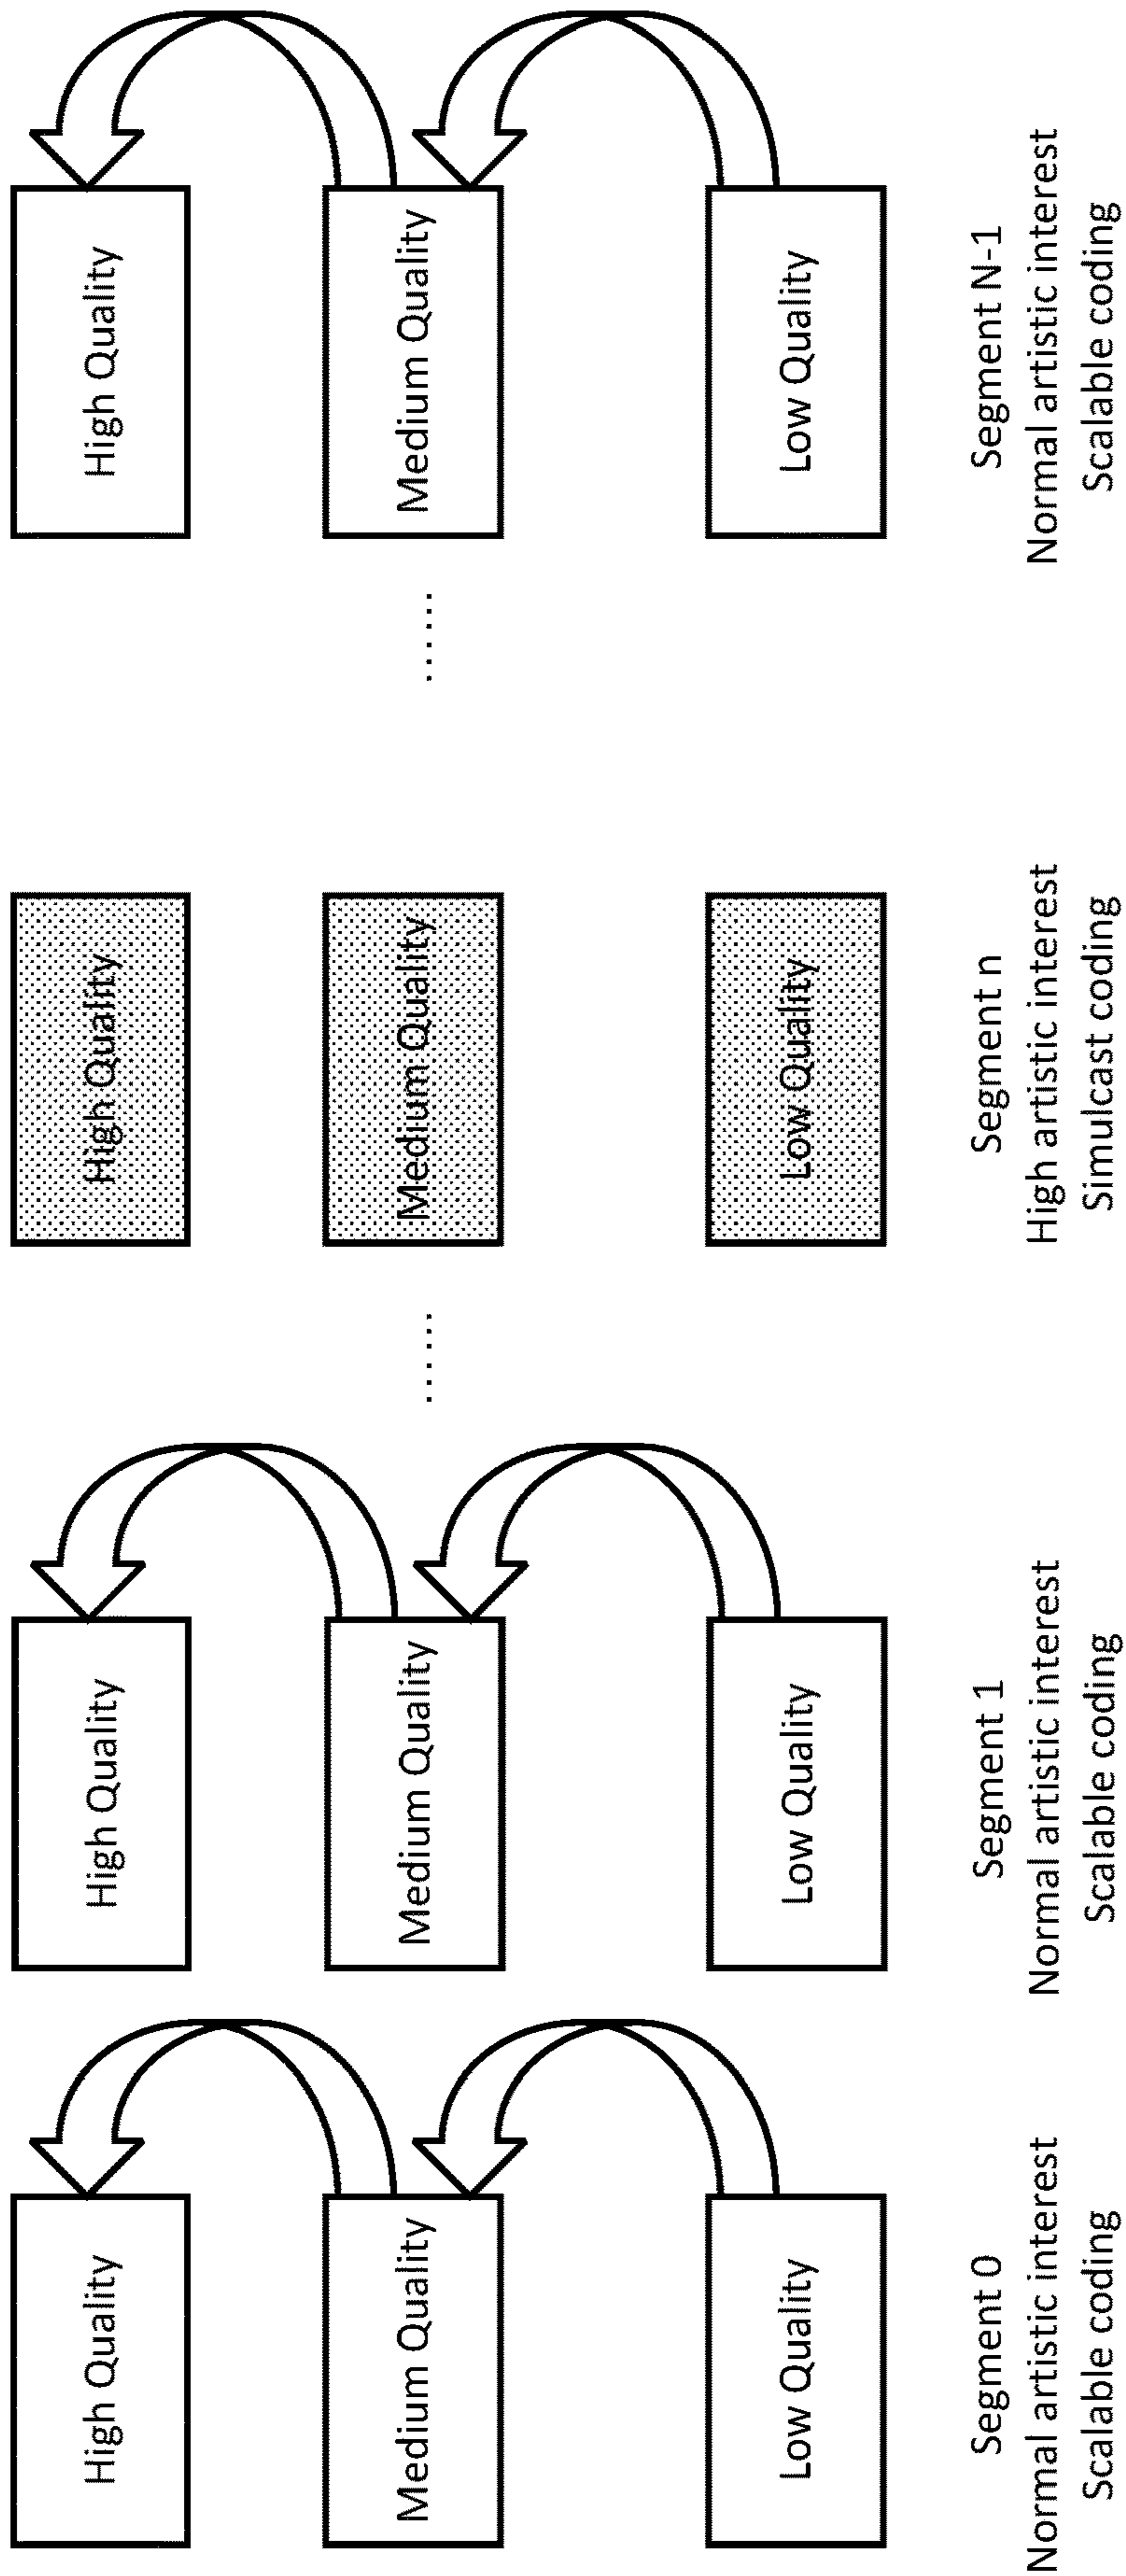 High Quality
Medium Quality
Low Quality
Segment 0
Normal artistic interest
Scalable coding
High Quality
Medium Quality
Low Quality
Segment 1
Normal artistic interest
Scalable coding
......
High Quality
Medium Quality
Low Quality
Segment n
High artistic interest
Simulcast coding
......
High Quality
Medium Quality
Low Quality
Segment N-1
Normal artistic interest
Scalable coding